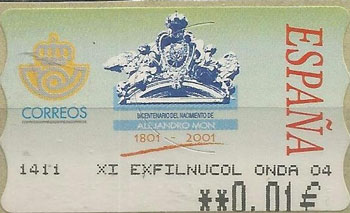 CORREOS
BICENTENARIO DEL NACIMIENTO DE
ALEJANDRO MON
1801 - 2001
ESPAÑA
1411 XI EXFILNUCOL ONDA 04
**0,01€